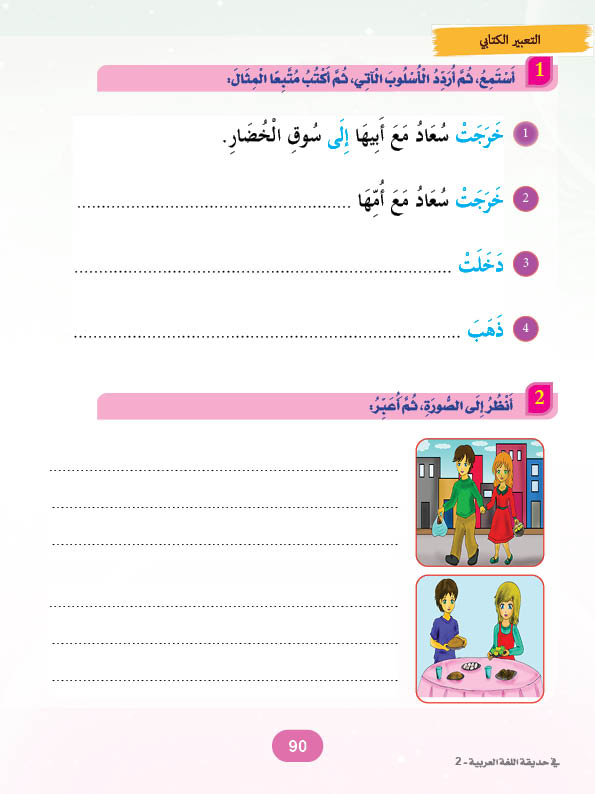 التعبير الكتابي
1 أَسْتَمِعُ، ثُمَّ أُرَدِّدُ الْأُسْلُوبَ الْآتِي، ثُمَّ أَكْتُبُ مُتَّبِعًا الْمِثَالَ:
1 خَرَجَتْ سُعَادُ مَعَ أَبِيهَا إِلَى سُوقِ الْخُضَارِ.
2 خَرَجَتْ سُعَادُ مَعَ أُمِّهَا ....................................................
3 دَخَلَتْ ........................................................................
4 ذَهَبَ ..........................................................................
2 أَنْظُرُ إِلَى الصُّورَةِ، ثُمَّ أُعَبِّرُ:
90
في حديقة اللغة العربية - 2